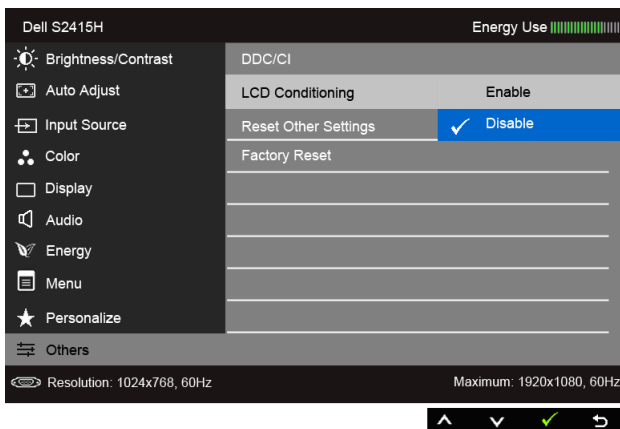 Dell S2415H Energy Use
Brightness/Contrast DDC/CI
Auto Adjust LCD Conditioning Enable
Input Source Reset Other Settings Disable
Color Factory Reset
Display
Audio
Energy
Menu
Personalize
Others
Resolution: 1024x768, 60Hz Maximum: 1920x1080, 60Hz